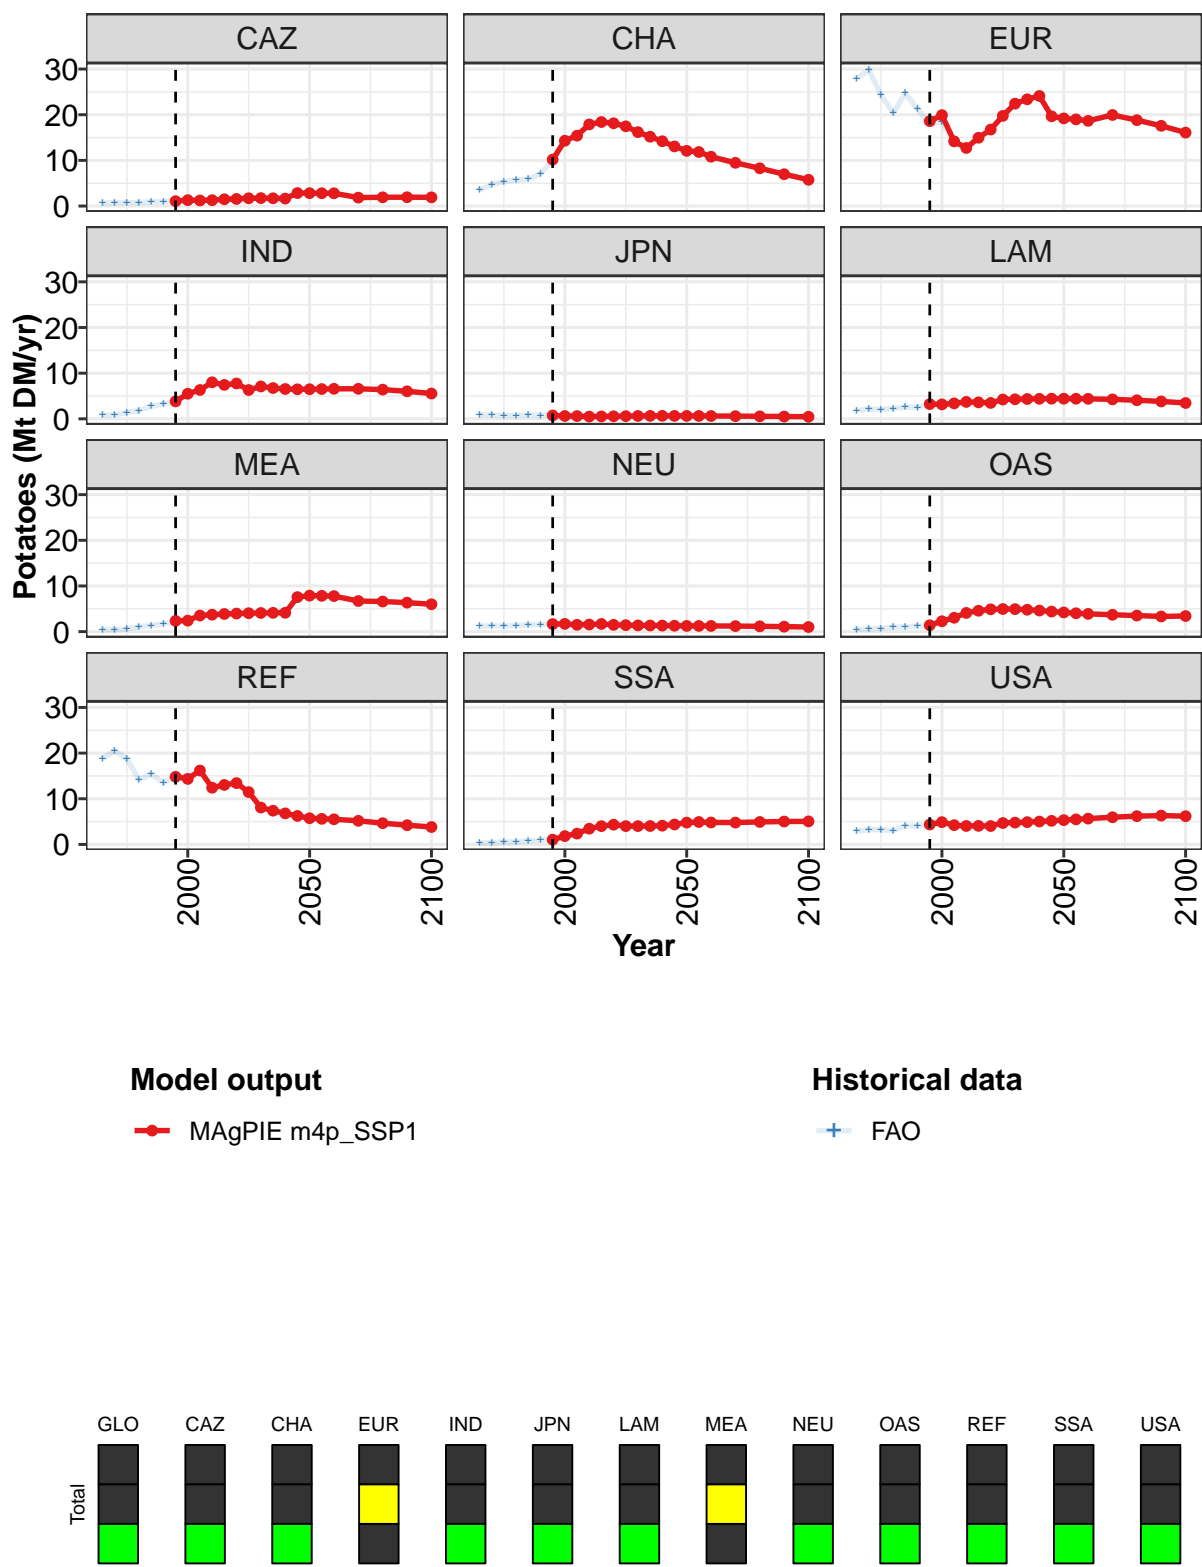 CAZ CHA EUR
30
20
10
0
IND JPN LAM
30
20
10
0
MEA NEU OAS
30
20
10
0
REF SSA USA
30
20
10
0
Potatoes (Mt DM/yr)
2000 2050 2100 2000 2050 2100 2000 2050 2100
Year
Model output Historical data
MAgPIE m4p_SSP1 FAO
GLO CAZ CHA EUR IND JPN LAM MEA NEU OAS REF SSA USA
Total